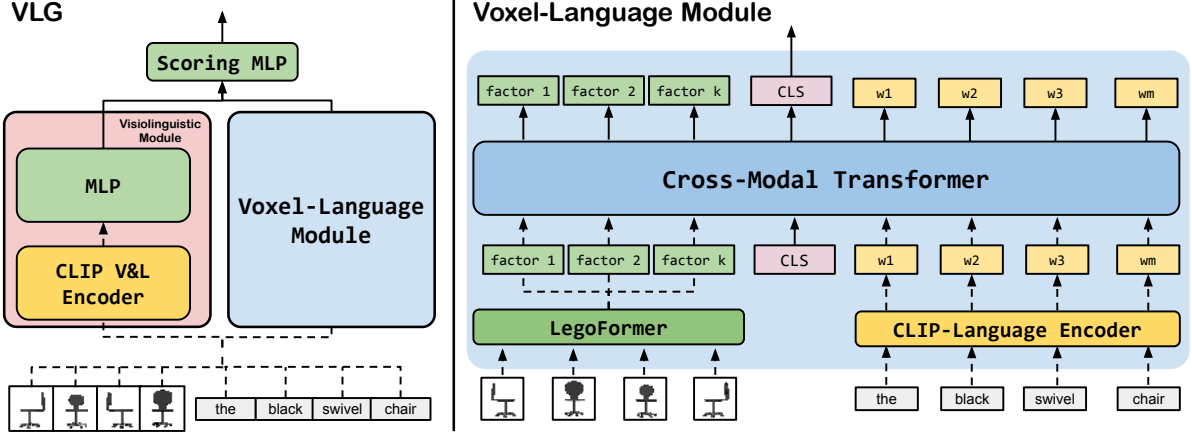 VLG
Scoring MLP
Visiolinguistic
Module
MLP
CLIP V&L
Encoder
Voxel-Language
Module
the black swivel chair
Voxel-Language Module
factor 1 factor 2 factor k CLS w1 w2 w3 wm
Cross-Modal Transformer
factor 1 factor 2 factor k CLS w1 w2 w3 wm
LegoFormer
CLIP-Language Encoder
the black swivel chair